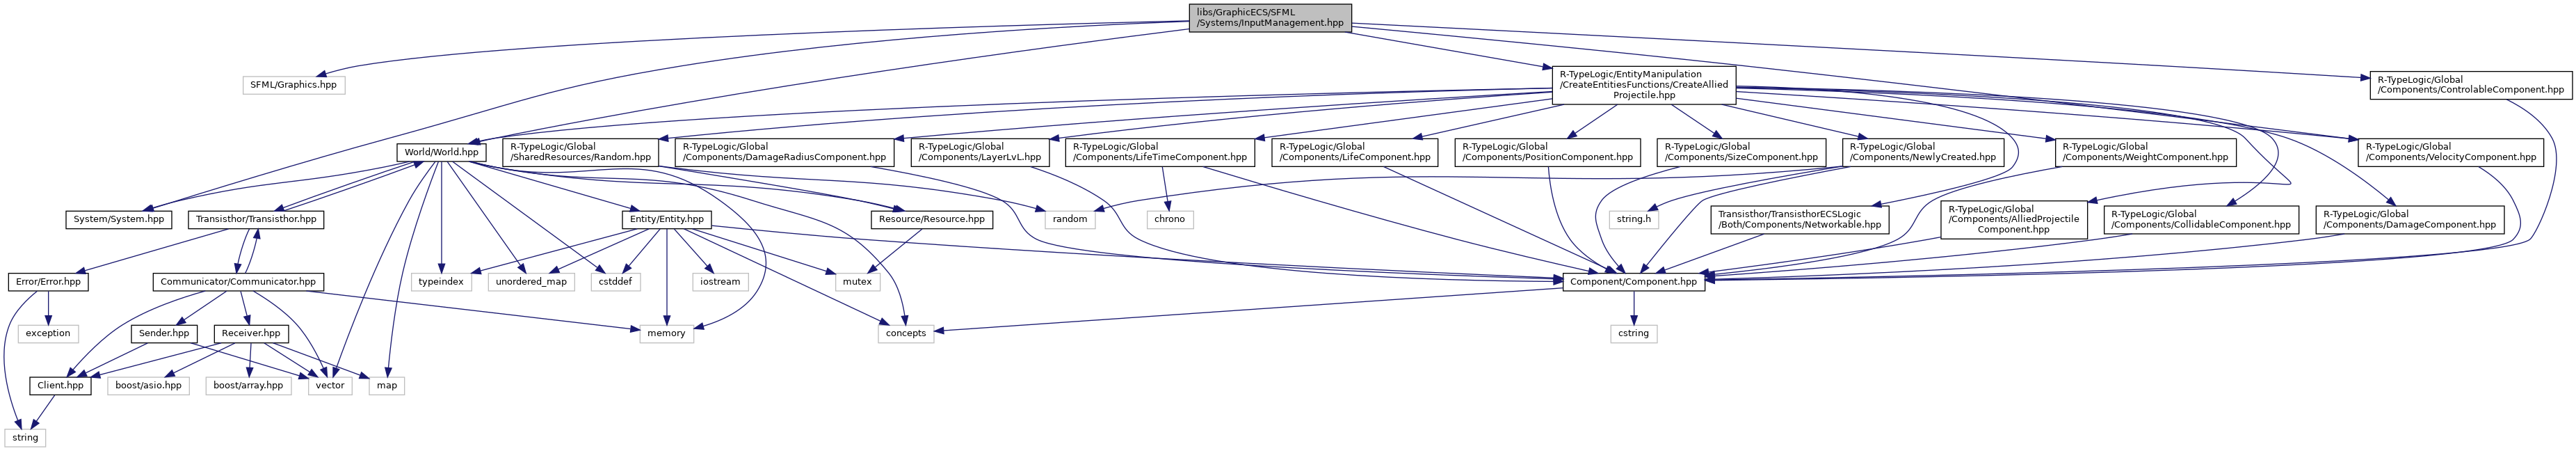 libs/GraphicECS/SFML
/Systems/InputManagement.hpp
SFML/Graphics.hpp
R-TypeLogic/EntityManipulation
/CreateEntitiesFunctions/CreateAllied
Projectile.hpp
R-TypeLogic/Global
/Components/ControlableComponent.hpp
World/World.hpp
R-TypeLogic/Global
/SharedResources/Random.hpp
R-TypeLogic/Global
/Components/DamageRadiusComponent.hpp
R-TypeLogic/Global
/Components/LayerLvL.hpp
R-TypeLogic/Global
/Components/LifeTimeComponent.hpp
R-TypeLogic/Global
/Components/LifeComponent.hpp
R-TypeLogic/Global
/Components/PositionComponent.hpp
R-TypeLogic/Global
/Components/SizeComponent.hpp
R-TypeLogic/Global
/Components/NewlyCreated.hpp
R-TypeLogic/Global
/Components/WeightComponent.hpp
R-TypeLogic/Global
/Components/VelocityComponent.hpp
System/System.hpp
Transisthor/Transisthor.hpp
Entity/Entity.hpp
Resource/Resource.hpp
random
chrono
string.h
Transisthor/TransisthorECSLogic
/Both/Components/Networkable.hpp
R-TypeLogic/Global
/Components/AlliedProjectile
Component.hpp
R-TypeLogic/Global
/Components/CollidableComponent.hpp
R-TypeLogic/Global
/Components/DamageComponent.hpp
Error/Error.hpp
Communicator/Communicator.hpp
typeindex
unordered_map
cstddef
iostream
mutex
Component/Component.hpp
exception
Sender.hpp
Receiver.hpp
memory
concepts
cstring
Client.hpp
boost/asio.hpp
boost/array.hpp
vector
map
string